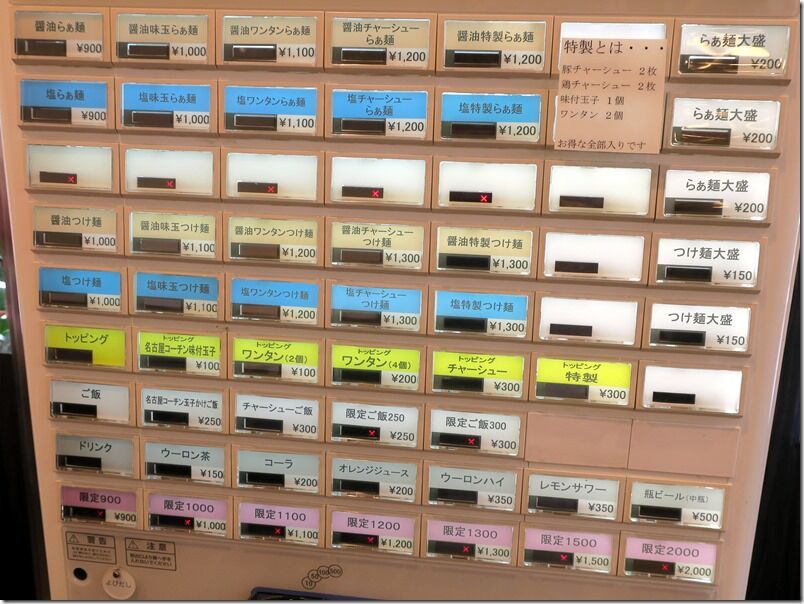 醤油らぁ麺
¥900
醤油味玉らぁ麺
¥1,000
醤油ワンタンらぁ麺
¥1,100
醤油チャーシュー
らぁ麺
¥1,200
醤油特製らぁ麺
¥1,200
特製とは・・・
豚チャーシュー 2枚
鶏チャーシュー 2枚
味付玉子 1個
ワンタン 2個
お得な全部入りです
らぁ麺大盛
¥200
塩らぁ麺
¥900
塩味玉らぁ麺
¥1,000
塩ワンタンらぁ麺
¥1,100
塩チャーシュー
らぁ麺
¥1,200
塩特製らぁ麺
¥1,200
らぁ麺大盛
¥200
らぁ麺大盛
¥200
醤油つけ麺
¥1,000
醤油味玉つけ麺
¥1,100
醤油ワンタンつけ麺
¥1,200
醤油チャーシュー
つけ麺
¥1,300
醤油特製つけ麺
¥1,300
つけ麺大盛
¥150
塩つけ麺
¥1,000
塩味玉つけ麺
¥1,100
塩ワンタンつけ麺
¥1,200
塩チャーシュー
つけ麺
¥1,300
塩特製つけ麺
¥1,300
つけ麺大盛
¥150
トッピング
トッピング
名古屋コーチン味付玉子
¥100
トッピング
ワンタン(2個)
¥100
トッピング
ワンタン(4個)
¥200
トッピング
チャーシュー
¥300
トッピング
特製
¥300
ご飯
名古屋コーチン玉子かけご飯
¥250
チャーシューご飯
¥300
限定ご飯250
¥250
限定ご飯300
¥300
ドリンク
ウーロン茶
¥150
コーラ
¥200
オレンジジュース
¥200
ウーロンハイ
¥350
レモンサワー
¥350
瓶ビール(中瓶)
¥500
限定900
¥900
限定1000
¥1,000
限定1100
¥1,100
限定1200
¥1,200
限定1300
¥1,300
限定1500
¥1,500
限定2000
¥2,000
警告
注意
よびだし
10 50 100 500